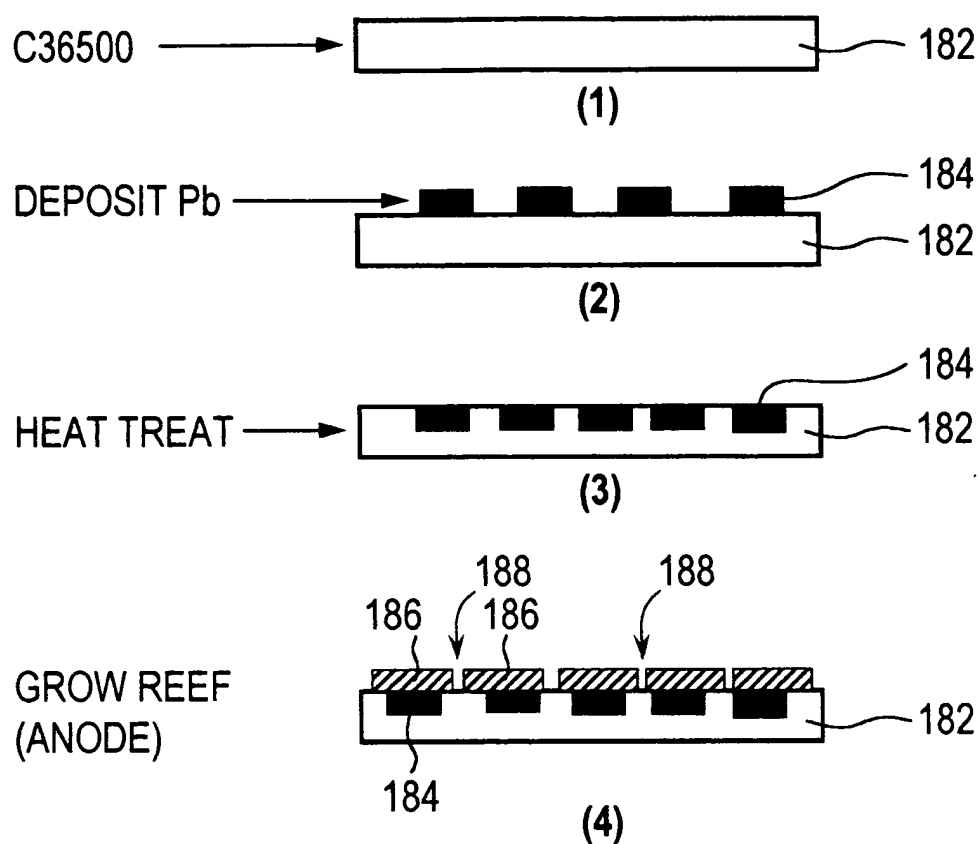 C36500 182
(1)
184
DEPOSIT Pb
182
(2)
184
HEAT TREAT 182
(3)
188 188
186 186
GROW REEF
(ANODE) 182
184
(4)